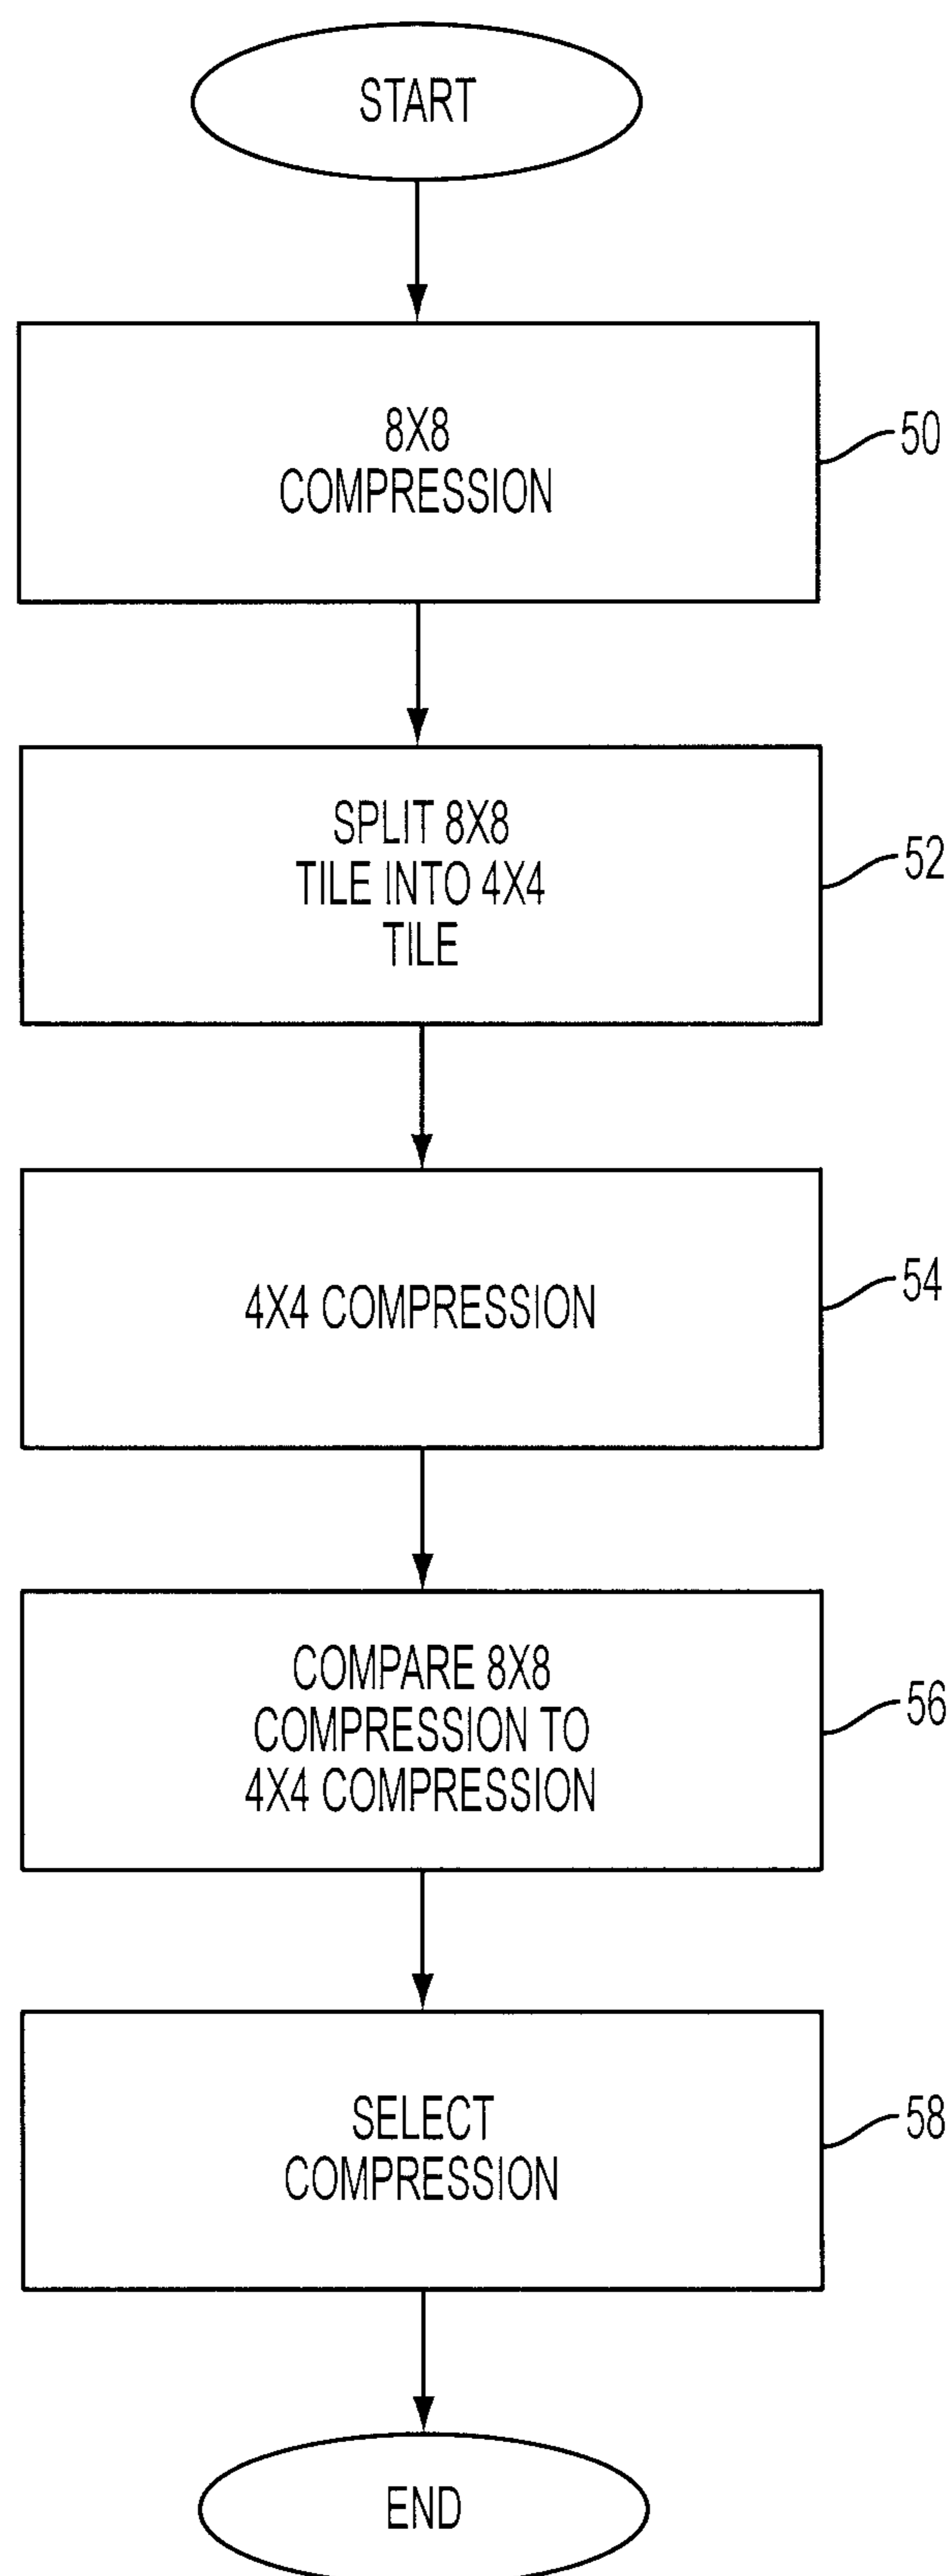 START
8X8
COMPRESSION
50
SPLIT 8X8
TILE INTO 4X4
TILE
52
4X4 COMPRESSION
54
COMPARE 8X8
COMPRESSION TO
4X4 COMPRESSION
56
SELECT
COMPRESSION
58
END